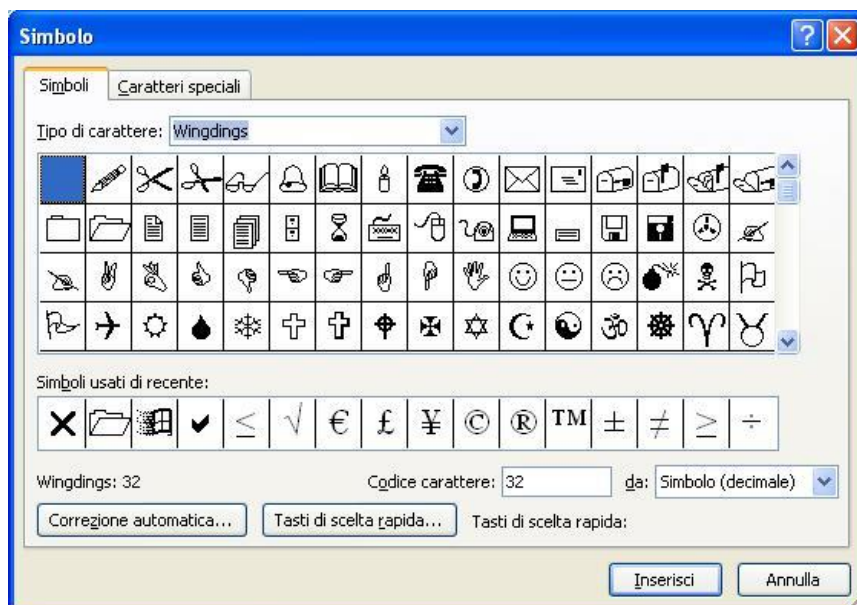 Simbolo
Simboli Caratteri speciali
Tipo di carattere: Wingdings
Simboli usati di recente:
≤ √ € £ ¥ © ® TM ± ≠ ≥ ÷
Wingdings: 32 Codice carattere: 32 da: Simbolo (decimale)
Correzione automatica... Tasti di scelta rapida... Tasti di scelta rapida:
Inserisci Annulla